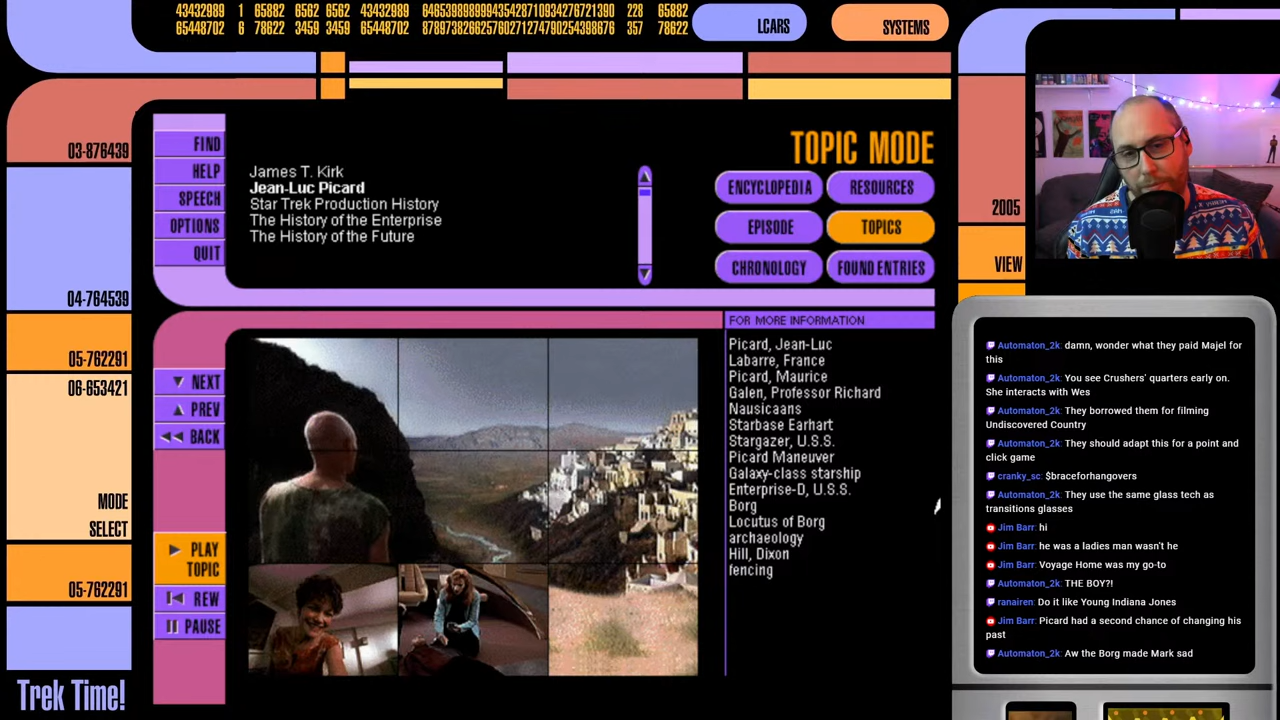 43432989 1 65882 6562 6562 43432989 64653989899435428710934276721390 228 65882
65448702 6 78622 3459 3459 65448702 87897382662576027127479025439867​6 357 78622
LCARS
SYSTEMS
03-876439
04-764539
05-762291
06-653421
MODE
SELECT
05-762291
Trek Time!
FIND
HELP
SPEECH
OPTIONS
QUIT
James T. Kirk
Jean-Luc Picard
Star Trek Production History
The History of the Enterprise
The History of the Future
TOPIC MODE
ENCYCLOPEDIA
RESOURCES
EPISODE
TOPICS
CHRONOLOGY
FOUND ENTRIES
2005
VIEW
NEXT
PREV
BACK
PLAY
TOPIC
REW
PAUSE
FOR MORE INFORMATION
Picard, Jean-Luc
Labarre, France
Picard, Maurice
Galen, Professor Richard
Nausicaans
Starbase Earhart
Stargazer, U.S.S.
Picard Maneuver
Galaxy-class starship
Enterprise-D, U.S.S.
Borg
Locutus of Borg
archaeology
Hill, Dixon
fencing
Automaton_2k: damn, wonder what they paid Majel for
this
Automaton_2k: You see Crushers' quarters early on.
She interacts with Wes
Automaton_2k: They borrowed them for filming
Undiscovered Country
Automaton_2k: They should adapt this for a point and
click game
cranky_sc: $braceforhangovers
Automaton_2k: They use the same glass tech as
transitions glasses
Jim Barr: hi
Jim Barr: he was a ladies man wasn't he
Jim Barr: Voyage Home was my go-to
Automaton_2k: THE BOY?!
ranairen: Do it like Young Indiana Jones
Jim Barr: Picard had a second chance of changing his
past
Automaton_2k: Aw the Borg made Mark sad